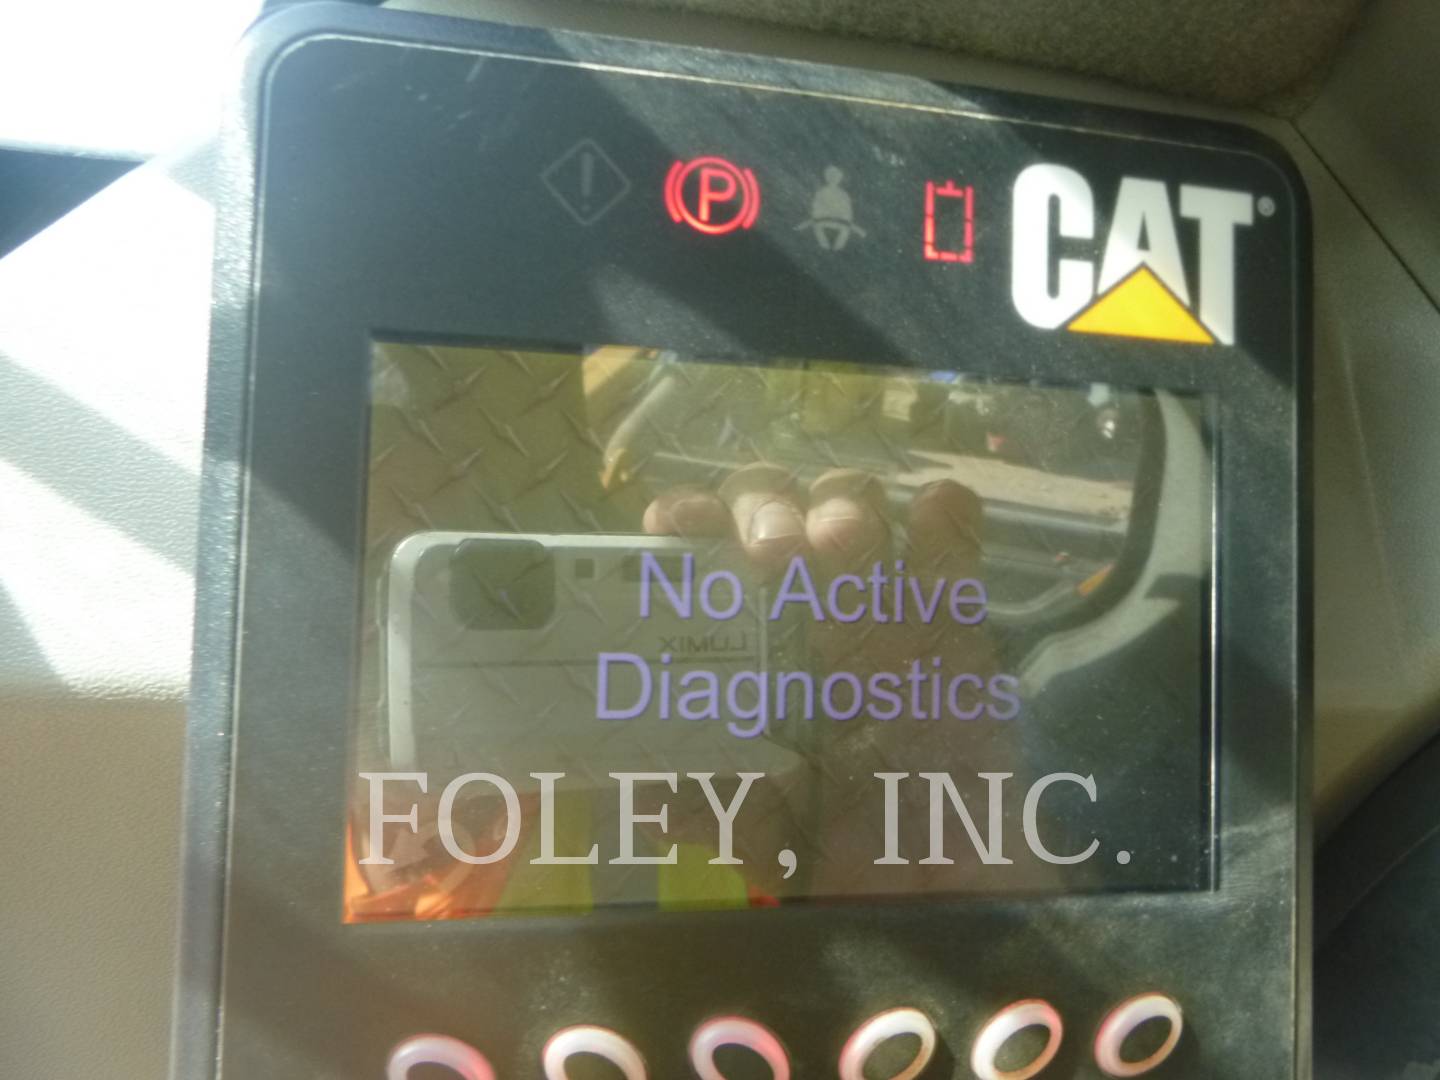 P
CAT®
No Active
Diagnostics
LUMIX
FOLEY, INC.